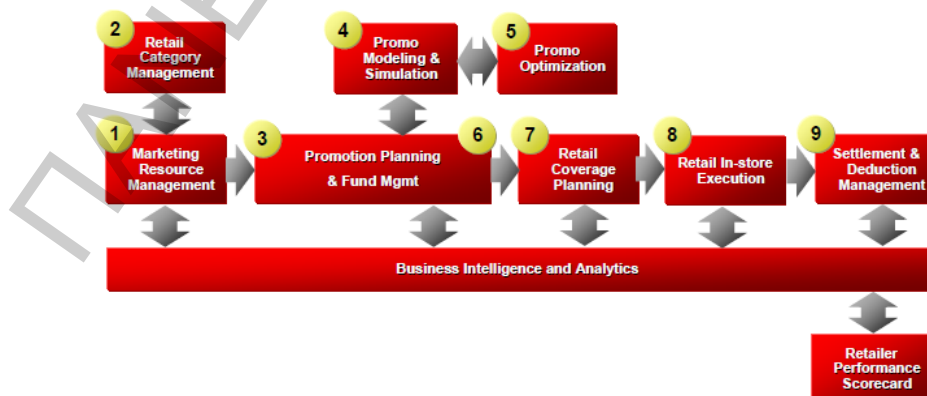 2
Retail
Category
Management
4
Promo
Modeling &
Simulation
5
Promo
Optimization
1
Marketing
Resource
Management
3
Promotion Planning
& Fund Mgmt
6
7
Retail
Coverage
Planning
8
Retail In-store
Execution
9
Settlement &
Deduction
Management
Business Intelligence and Analytics
Retailer
Performance
Scorecard